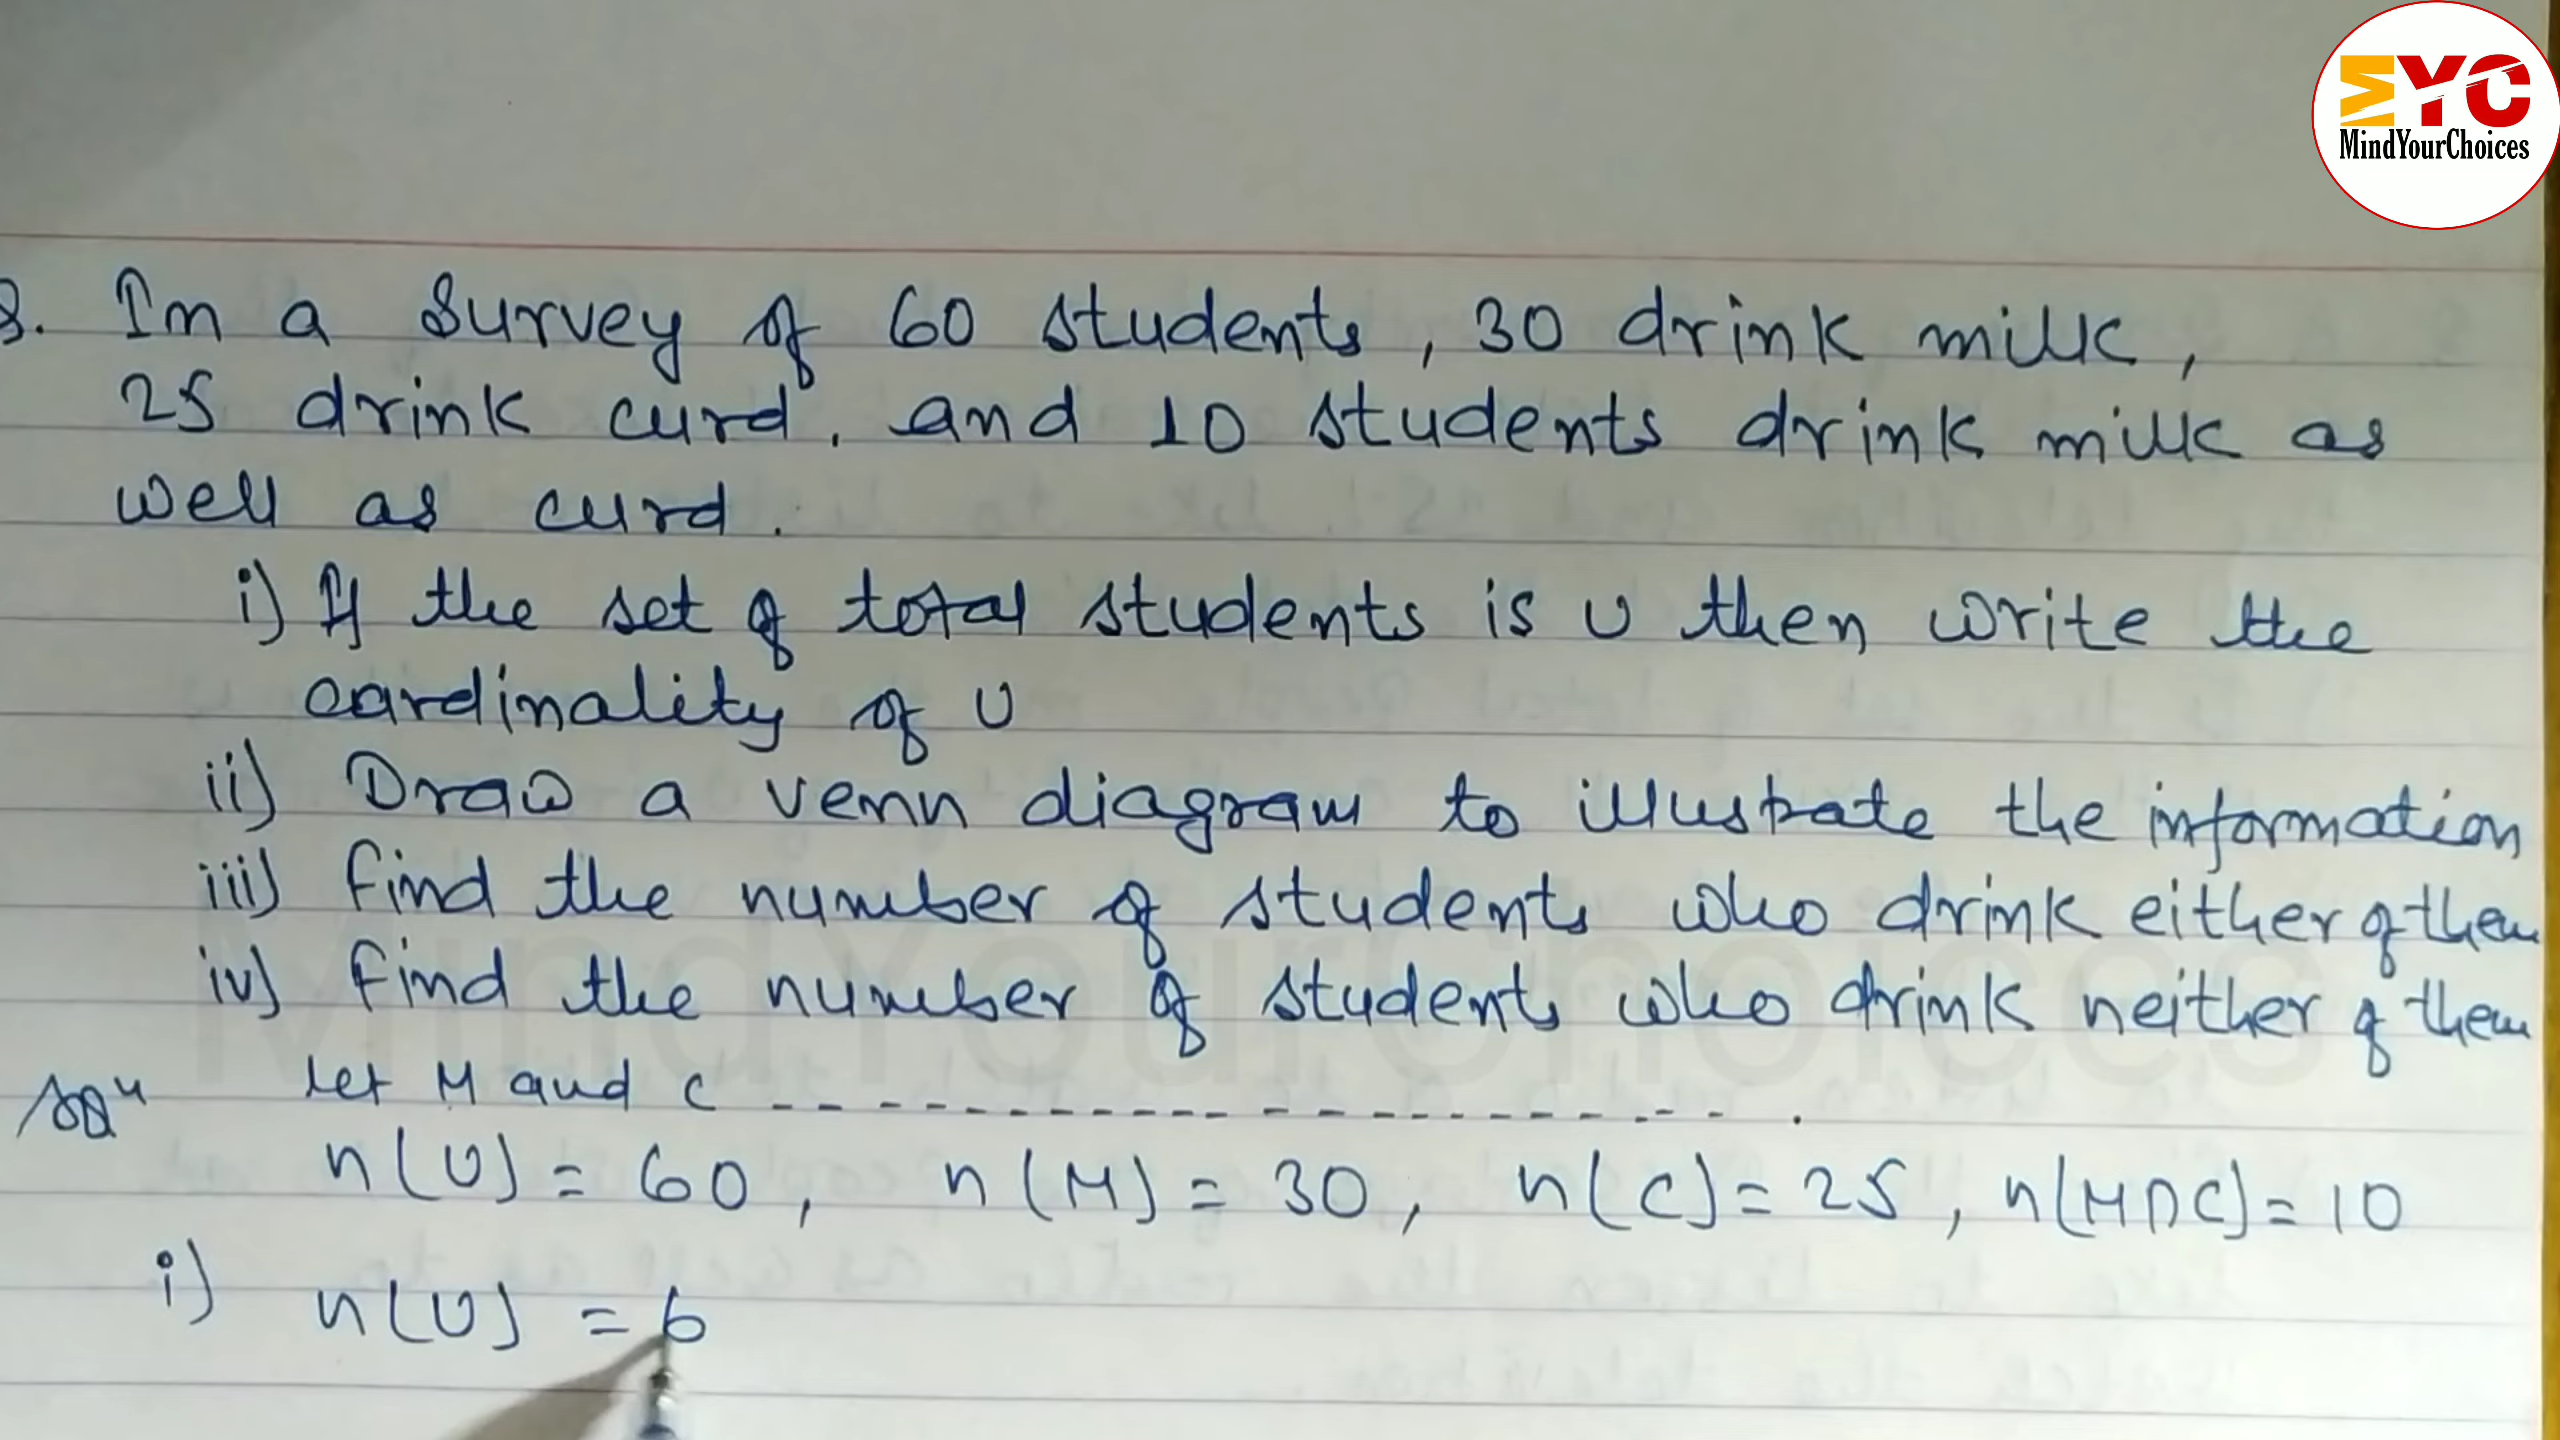 MYC
MindYourChoices
8. In a survey of 60 students, 30 drink milk,
25 drink curd. and 10 students drink milk as
well as curd.
i) If the set of total students is U then write the
cardinality of U
ii) Draw a venn diagram to illustrate the information
iii) find the number of students who drink either of them
iv) find the number of students who drink neither of them
MindYourChoices
Solⁿ let M and C - - - - - - - - - - - - - - - - - - - - .
n(U) = 60, n(M) = 30, n(C) = 25, n(M∩C) = 10
i) n(U) = 6